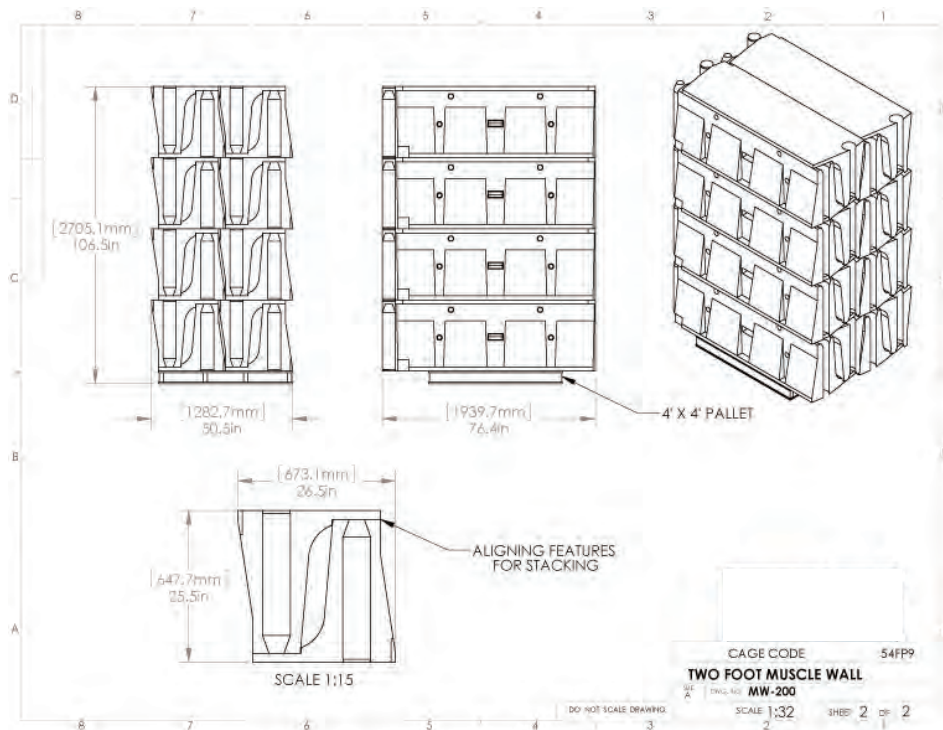 8 7 6 5 4 3 2 1
D
C
B
A
[2705.1mm]
106.5in
[1282.7mm]
50.5in
[1939.7mm]
76.4in
4' X 4' PALLET
[673.1mm]
26.5in
[647.7mm]
25.5in
ALIGNING FEATURES
FOR STACKING
SCALE 1:15
CAGE CODE 54FP9
TWO FOOT MUSCLE WALL
A
MW-200
DO NOT SCALE DRAWING
SCALE 1:32 SHEET 2 OF 2
8 7 6 5 4 3 2 1